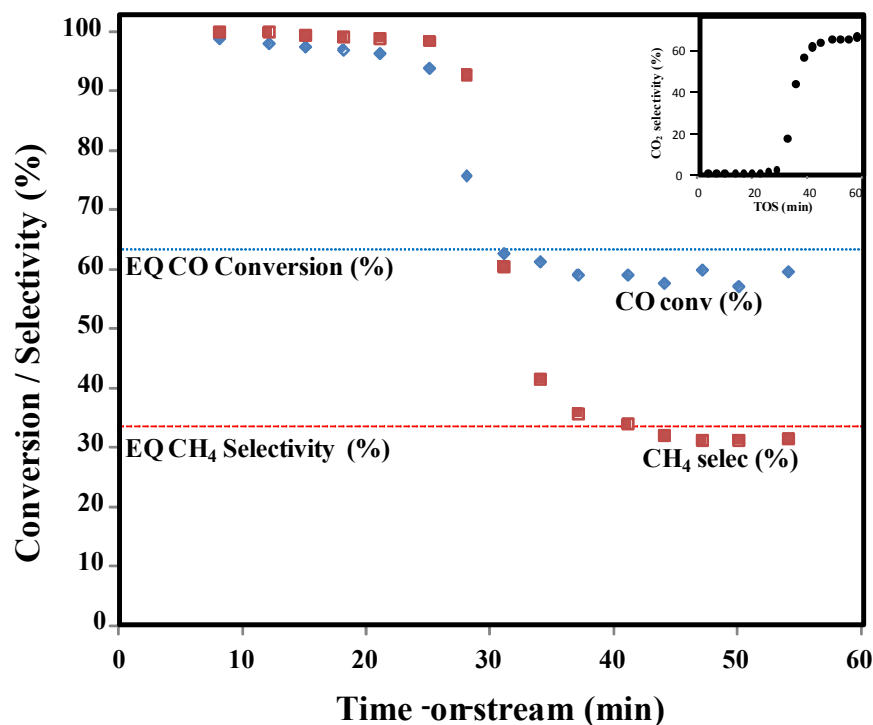 Conversion / Selectivity (%)
100
90
80
70
60
50
40
30
20
10
0
EQ CO Conversion (%)
CO conv (%)
EQ CH₄ Selectivity (%)
CH₄ selec (%)
0 10 20 30 40 50 60
Time -on-stream (min)
CO₂ selectivity (%)
60
40
20
0
0 20 40 60
TOS (min)